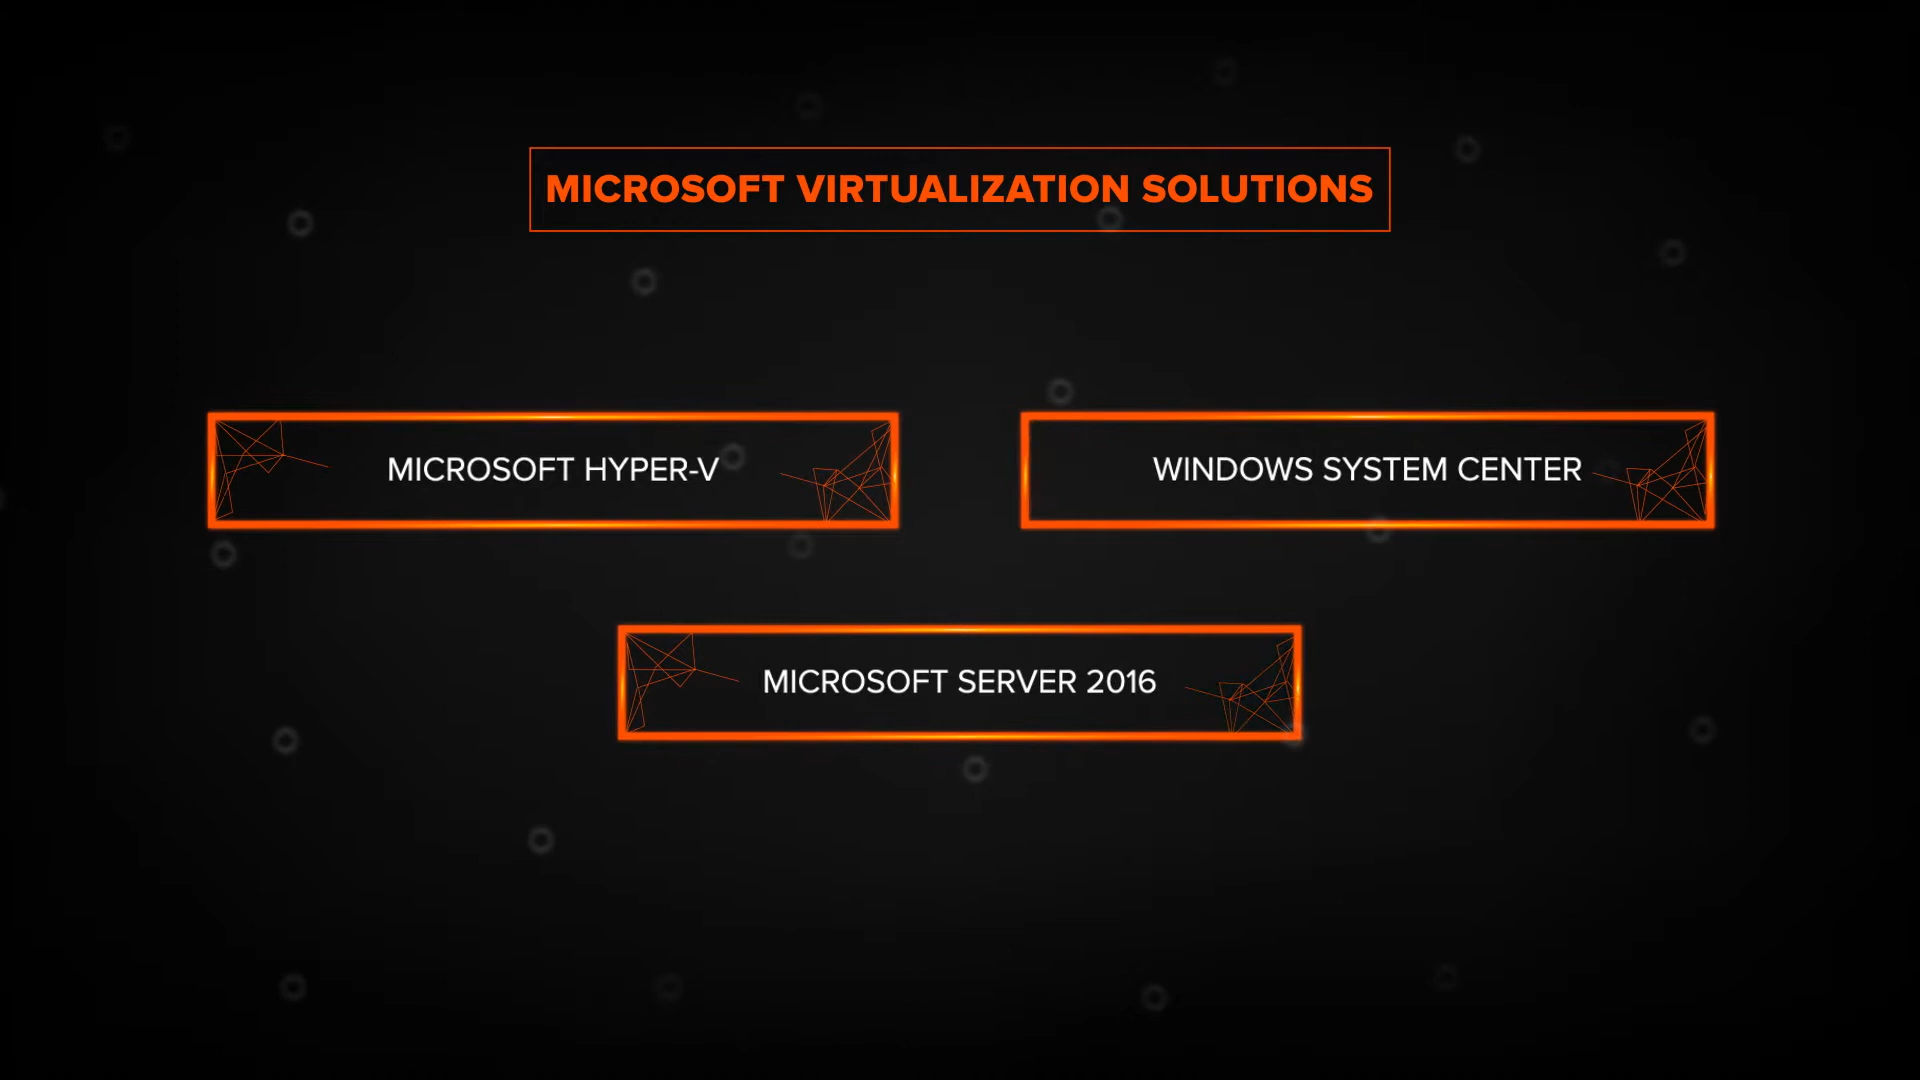 MICROSOFT VIRTUALIZATION SOLUTIONS
MICROSOFT HYPER-V
WINDOWS SYSTEM CENTER
MICROSOFT SERVER 2016